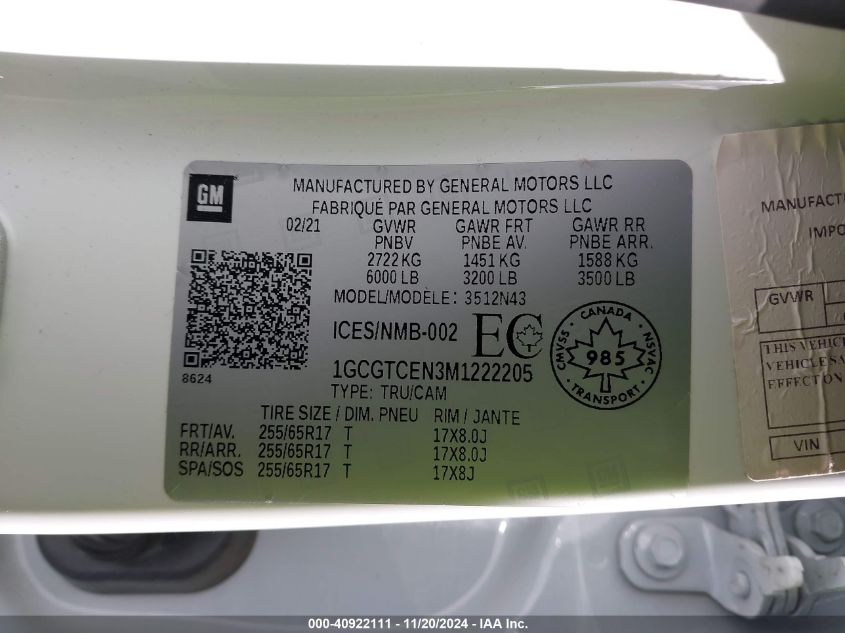 GM
MANUFACTURED BY GENERAL MOTORS LLC
FABRIQUÉ PAR GENERAL MOTORS LLC
02/21 GVWR GAWR FRT GAWR RR
PNBV PNBE AV. PNBE ARR.
2722 KG 1451 KG 1588 KG
6000 LB 3200 LB 3500 LB
MODEL/MODÈLE: 3512N43
ICES/NMB-002 EC
CANADA
CMVSS 985 NSVAC
TRANSPORT
8624
1GCGTCEN3M1222205
TYPE: TRU/CAM
TIRE SIZE / DIM. PNEU RIM / JANTE
FRT/AV. 255/65R17 T 17X8.0J
RR/ARR. 255/65R17 T 17X8.0J
SPA/SOS 255/65R17 T 17X8J
MANUFACT
IMPO
GVWR
THIS VEHIC
VEHICLE S
EFFECT ON
VIN
000-40922111 - 11/20/2024 - IAA Inc.